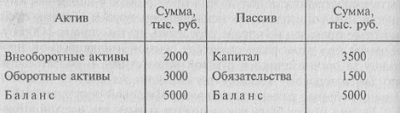 Актив Сумма, тыс. руб. Пассив Сумма, тыс. руб.
Внеоборотные активы 2000 Капитал 3500
Оборотные активы 3000 Обязательства 1500
Баланс 5000 Баланс 5000